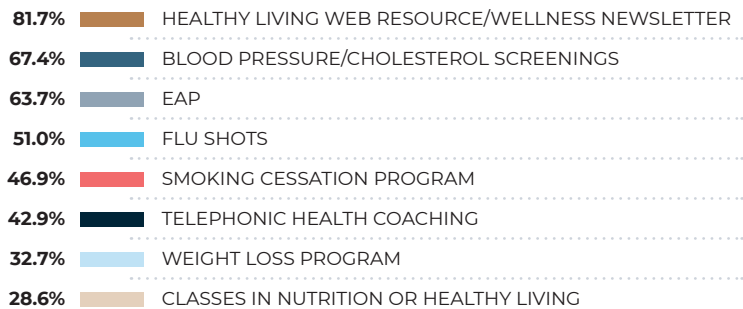 81.7% HEALTHY LIVING WEB RESOURCE/WELLNESS NEWSLETTER
67.4% BLOOD PRESSURE/CHOLESTEROL SCREENINGS
63.7% EAP
51.0% FLU SHOTS
46.9% SMOKING CESSATION PROGRAM
42.9% TELEPHONIC HEALTH COACHING
32.7% WEIGHT LOSS PROGRAM
28.6% CLASSES IN NUTRITION OR HEALTHY LIVING